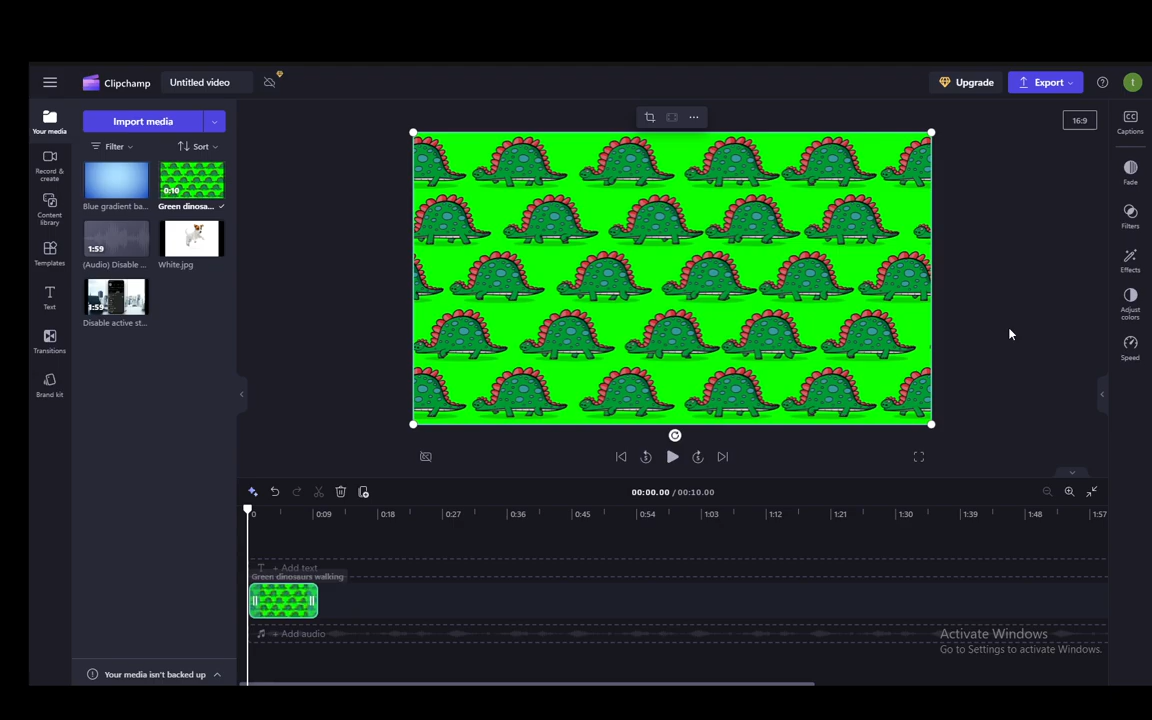 Clipchamp
Untitled video
Upgrade
Export
t
Your media
Import media
16:9
Captions
Filter
Sort
Record &
create
0:10
Blue gradient ba...
Green dinosa...
Fade
Content
library
Filters
1:59
(Audio) Disable ...
White.jpg
Templates
Effects
Text
1:59
Disable active st...
Adjust
colors
Transitions
Speed
Brand kit
5
5
00:00.00 / 00:10.00
0
0:09
0:18
0:27
0:36
0:45
0:54
1:03
1:12
1:21
1:30
1:39
1:48
1:57
T + Add text
Green dinosaurs walking
+ Add audio
Activate Windows
Go to Settings to activate Windows.
Your media isn't backed up